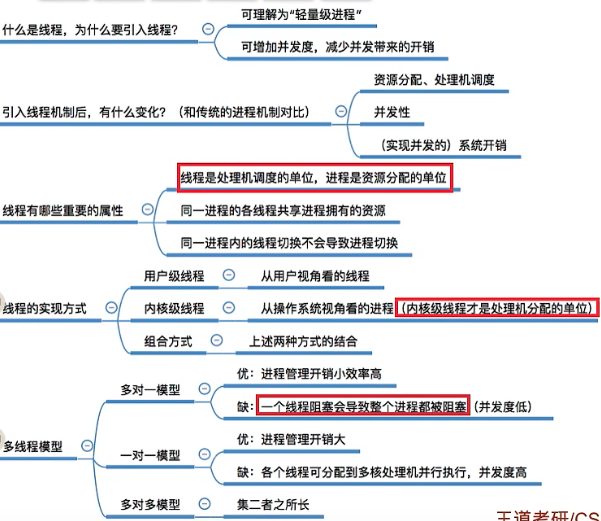 什么是线程，为什么要引入线程？
可理解为“轻量级进程”
可增加并发度，减少并发带来的开销
引入线程机制后，有什么变化？（和传统的进程机制对比）
资源分配、处理机调度
并发性
（实现并发的）系统开销
线程有哪些重要的属性
线程是处理机调度的单位，进程是资源分配的单位
同一进程的各线程共享进程拥有的资源
同一进程内的线程切换不会导致进程切换
线程的实现方式
用户级线程
从用户视角看的线程
内核级线程
从操作系统视角看的进程（内核级线程才是处理机分配的单位）
组合方式
上述两种方式的结合
多线程模型
多对一模型
优：进程管理开销小效率高
缺：一个线程阻塞会导致整个进程都被阻塞（并发度低）
一对一模型
优：进程管理开销大
缺：各个线程可分配到多核处理机并行执行，并发度高
多对多模型
集二者之所长
王道考研/CS